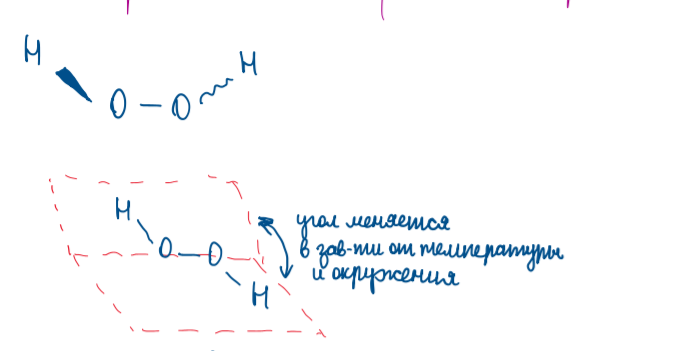 H
H
O – O
H
O – O
H
угол меняется
в зав-ти от температуры
и окружения